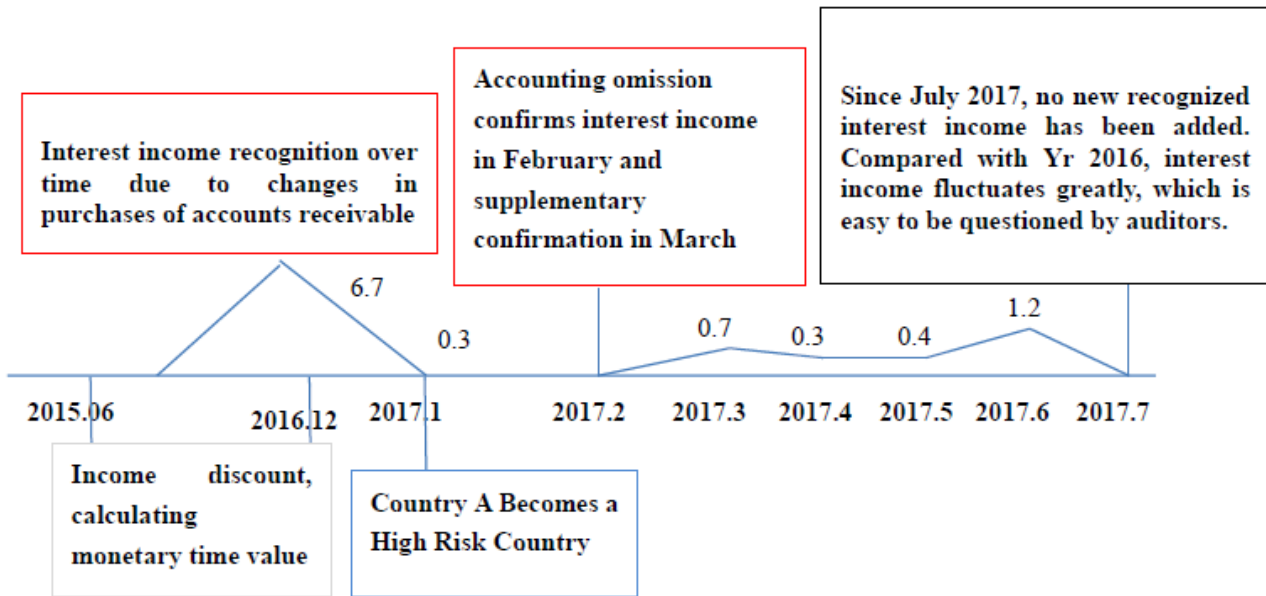 Interest income recognition over
time due to changes in
purchases of accounts receivable
Accounting omission
confirms interest income
in February and
supplementary
confirmation in March
Since July 2017, no new recognized
interest income has been added.
Compared with Yr 2016, interest
income fluctuates greatly, which is
easy to be questioned by auditors.
6.7
0.3
0.7
0.3
0.4
1.2
2015.06
2016.12
2017.1
2017.2
2017.3
2017.4
2017.5
2017.6
2017.7
Income discount,
calculating
monetary time value
Country A Becomes a
High Risk Country